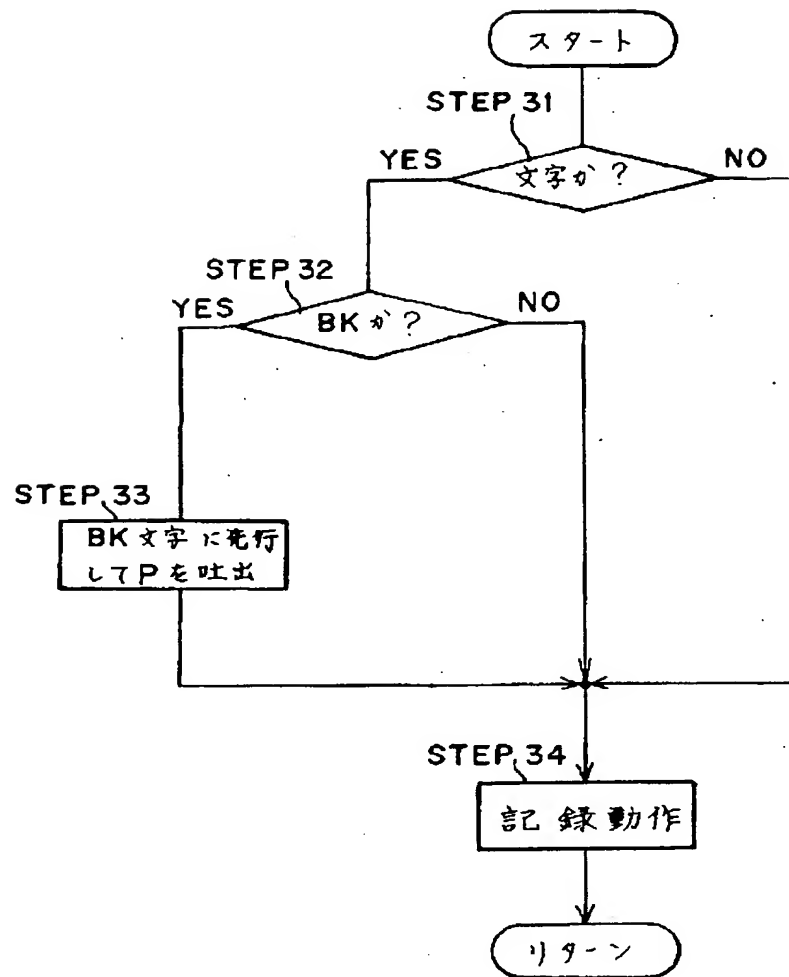 スタート
STEP 31
YES
NO
文字か?
STEP 32
YES
NO
BKか?
STEP 33
BK文字に先行
してPを吐出
STEP 34
記録動作
リターン